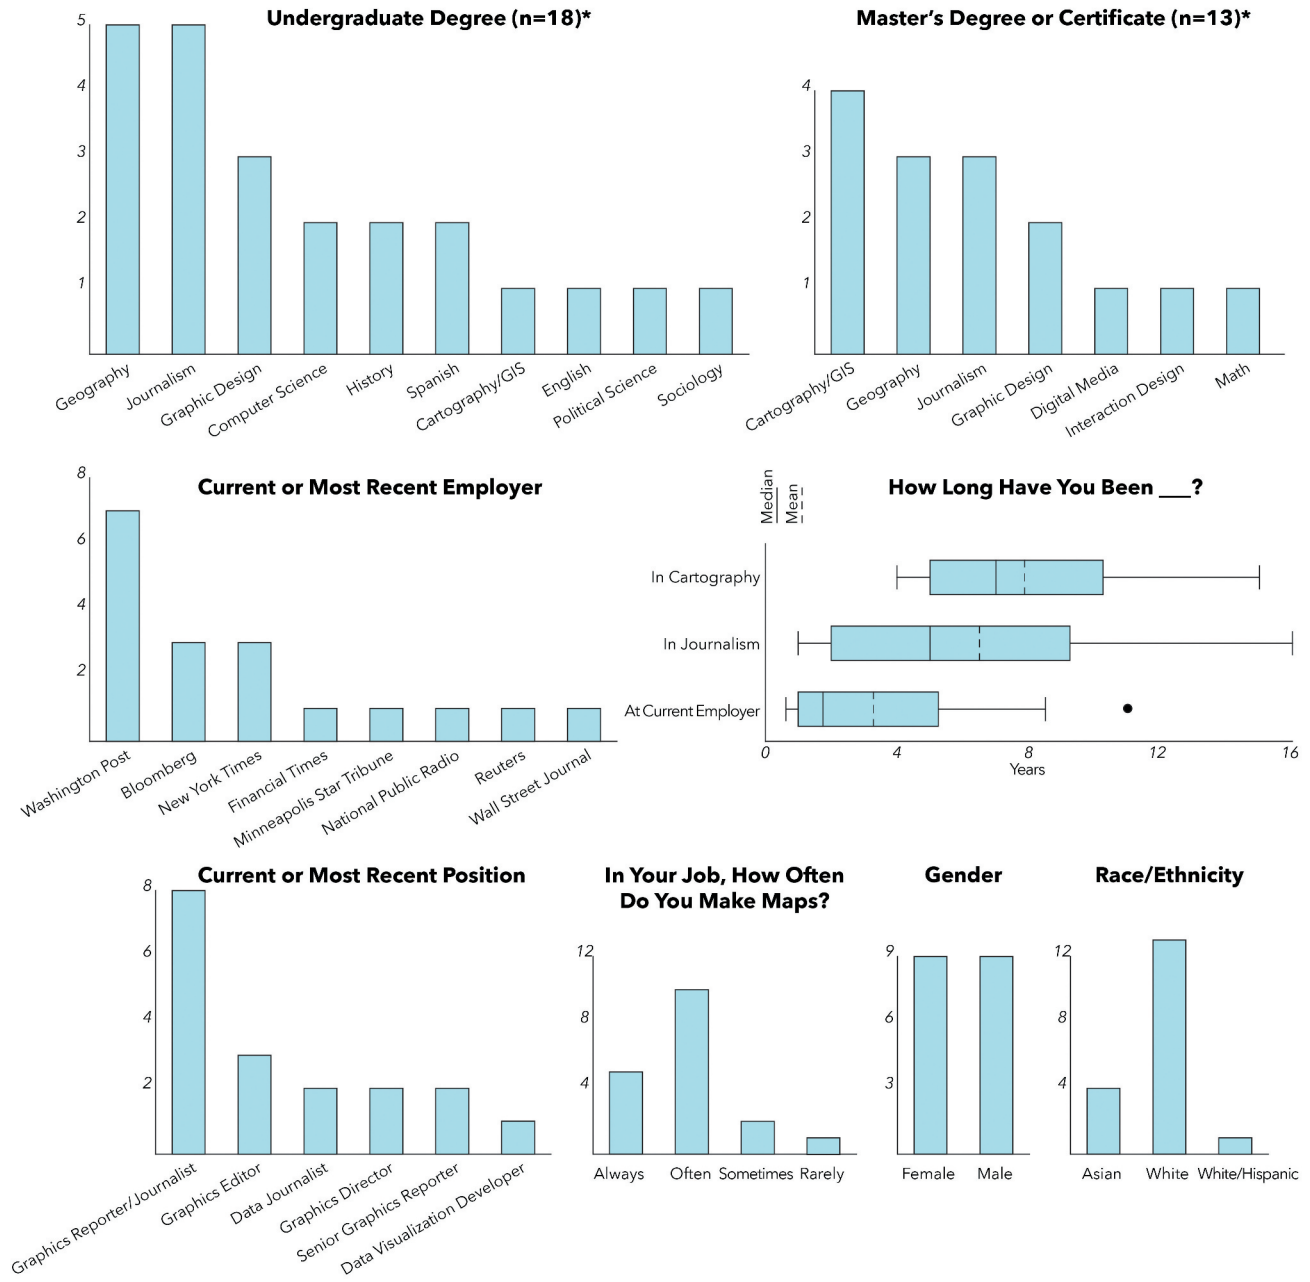 Undergraduate Degree (n=18)*
5
4
3
2
1
Geography
Journalism
Graphic Design
Computer Science
History
Spanish
Cartography/GIS
English
Political Science
Sociology
Master’s Degree or Certificate (n=13)*
4
3
2
1
Cartography/GIS
Geography
Journalism
Graphic Design
Digital Media
Interaction Design
Math
Current or Most Recent Employer
8
6
4
2
Washington Post
Bloomberg
New York Times
Financial Times
Minneapolis Star Tribune
National Public Radio
Reuters
Wall Street Journal
Median
Mean
How Long Have You Been ___?
In Cartography
In Journalism
At Current Employer
0 4 8 12 16
Years
Current or Most Recent Position
8
6
4
2
Graphics Reporter/Journalist
Graphics Editor
Data Journalist
Graphics Director
Senior Graphics Reporter
Data Visualization Developer
In Your Job, How Often
Do You Make Maps?
12
8
4
Always Often Sometimes Rarely
Gender
9
6
3
Female Male
Race/Ethnicity
12
8
4
Asian White White/Hispanic